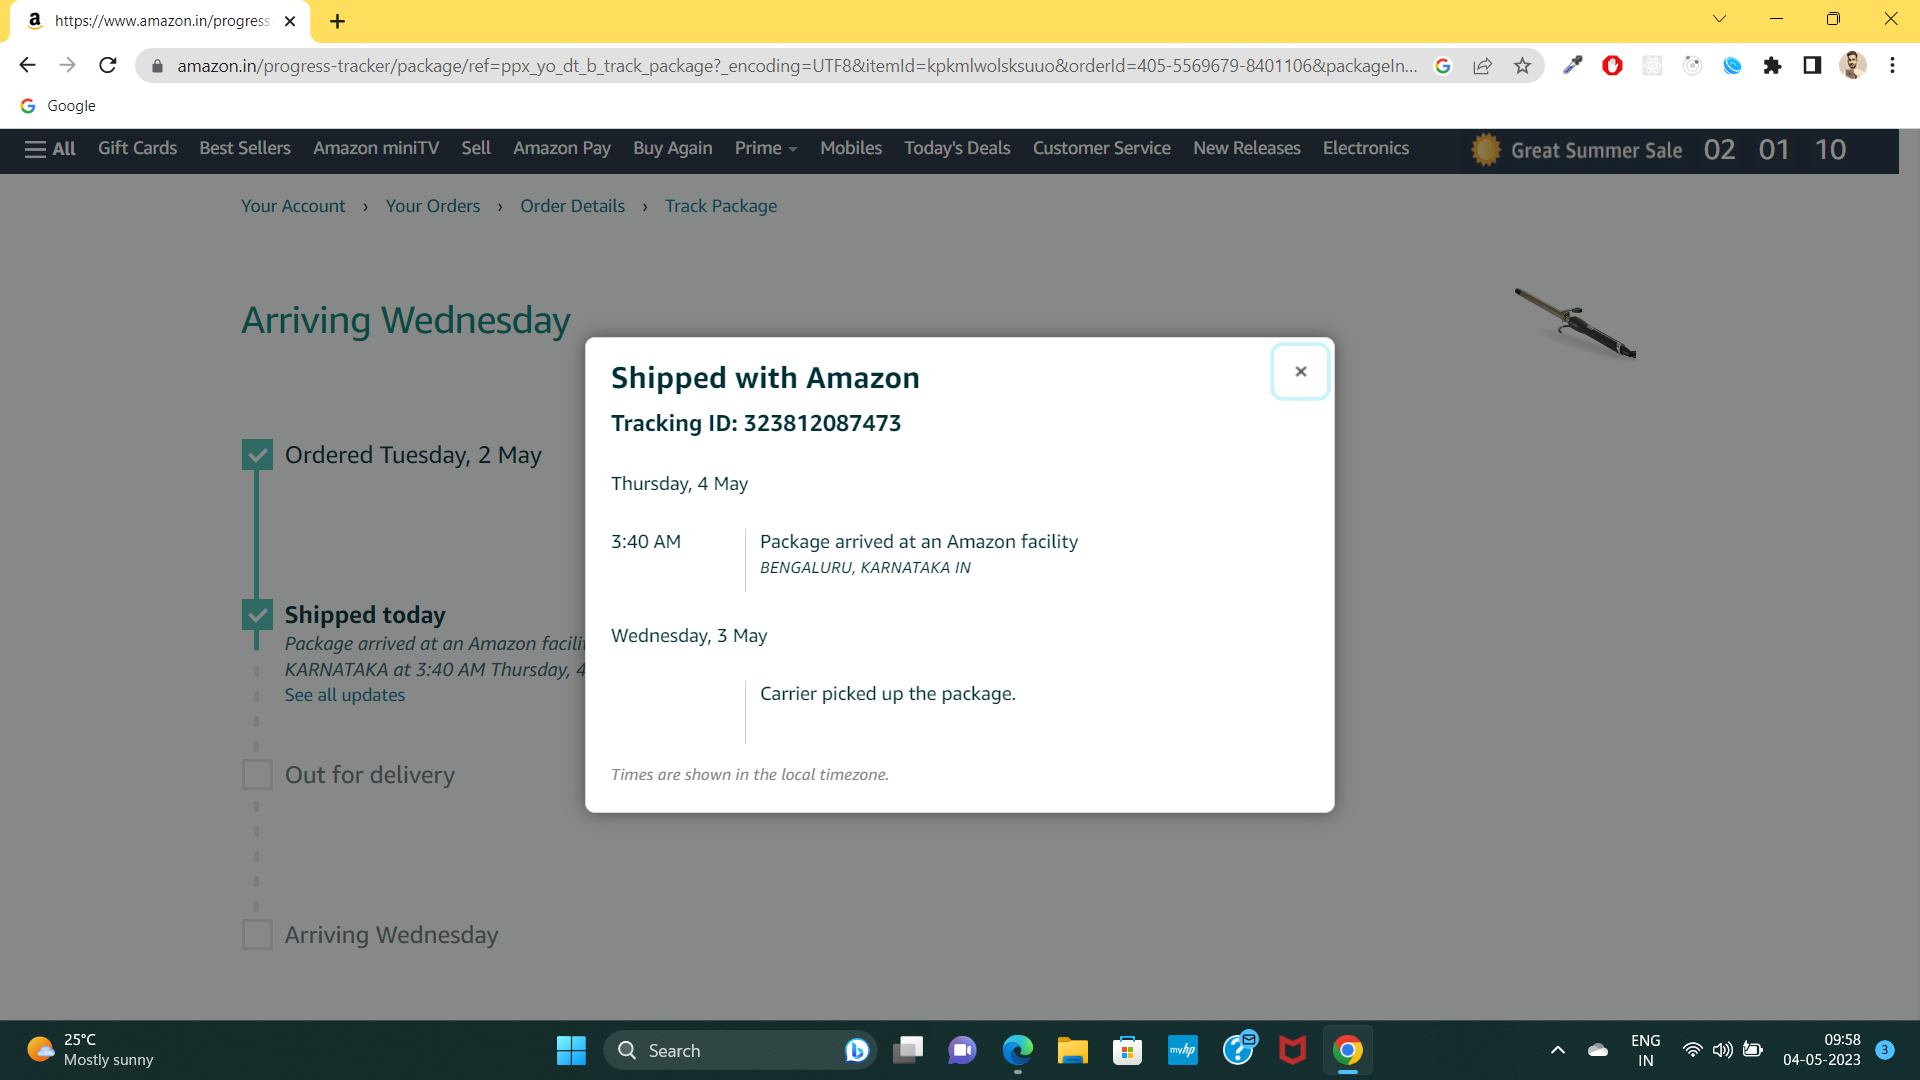 https://www.amazon.in/progress
amazon.in/progress-tracker/package/ref=ppx_yo_dt_b_track_package?_encoding=UTF8&itemId=kpkmlwolsksuuo&orderId=405-5569679-8401106&packageIn...
Google
All Gift Cards Best Sellers Amazon miniTV Sell Amazon Pay Buy Again Prime Mobiles Today's Deals Customer Service New Releases Electronics Great Summer Sale 02 01 10
Your Account › Your Orders › Order Details › Track Package
Arriving Wednesday
Ordered Tuesday, 2 May
Shipped today
Package arrived at an Amazon
KARNATAKA at 3:40 AM Thursday,
See all updates
Out for delivery
Arriving Wednesday
Shipped with Amazon
Tracking ID: 323812087473
Thursday, 4 May
3:40 AM Package arrived at an Amazon facility
BENGALURU, KARNATAKA IN
Wednesday, 3 May
Carrier picked up the package.
Times are shown in the local timezone.
25°C
Mostly sunny
Search
myhp
ENG
IN
09:58
04-05-2023
3